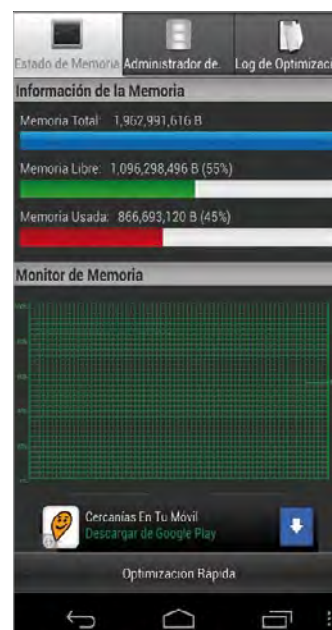 Estado de Memoria Administrador de. Log de Optimizaci
Información de la Memoria
Memoria Total: 1,962,991,616 B
Memoria Libre: 1,096,298,496 B (55%)
Memoria Usada: 866,693,120 B (45%)
Monitor de Memoria
Cercanías En Tu Móvil
Descargar de Google Play
Optimización Rápida